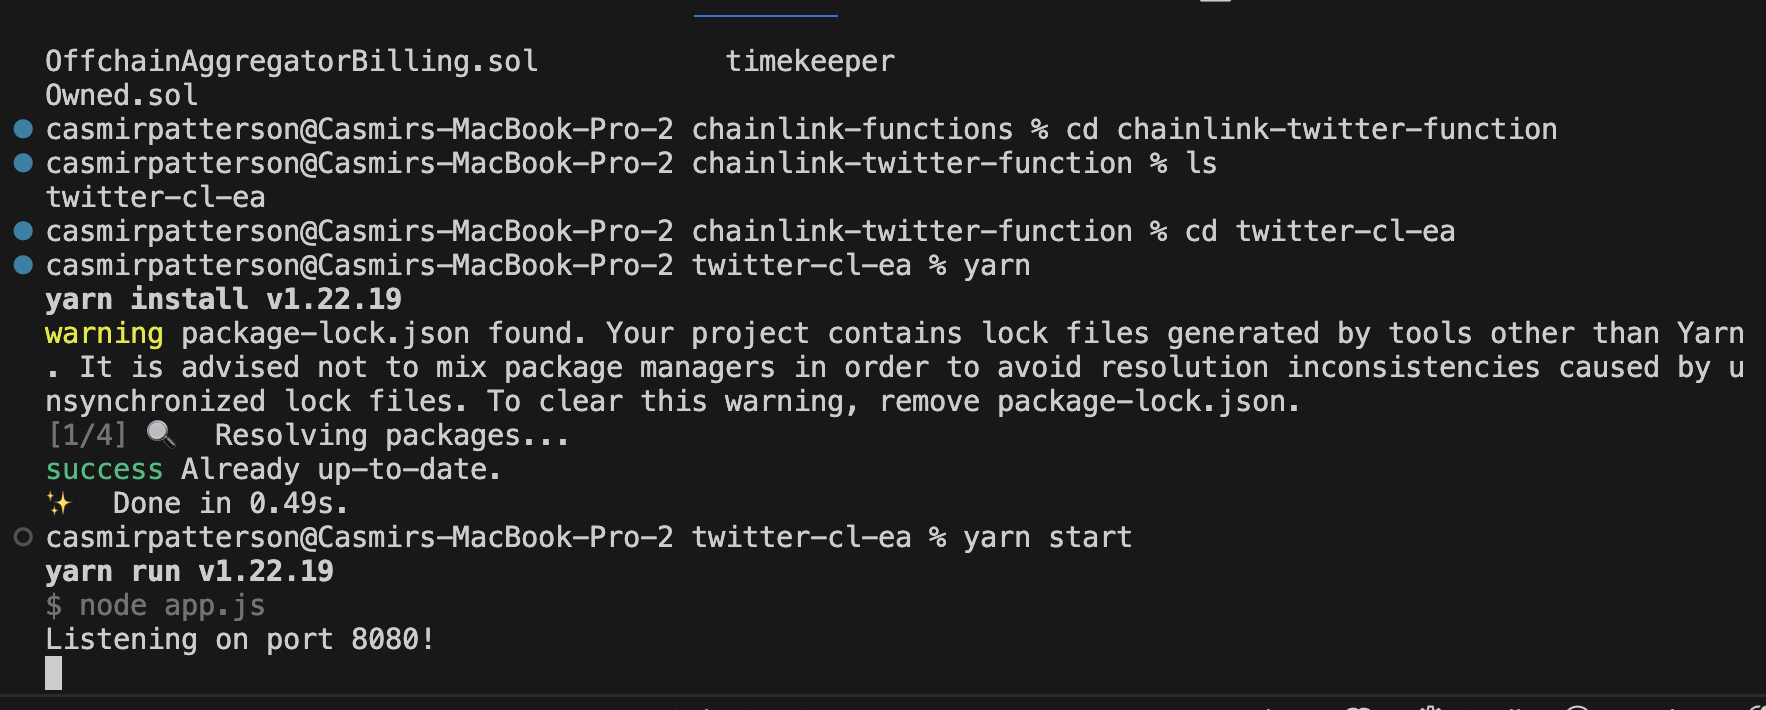 OffchainAggregatorBilling.sol timekeeper
Owned.sol
casmirpatterson@Casmirs-MacBook-Pro-2 chainlink-functions % cd chainlink-twitter-function
casmirpatterson@Casmirs-MacBook-Pro-2 chainlink-twitter-function % ls
twitter-cl-ea
casmirpatterson@Casmirs-MacBook-Pro-2 chainlink-twitter-function % cd twitter-cl-ea
casmirpatterson@Casmirs-MacBook-Pro-2 twitter-cl-ea % yarn
yarn install v1.22.19
warning package-lock.json found. Your project contains lock files generated by tools other than Yarn
. It is advised not to mix package managers in order to avoid resolution inconsistencies caused by u
nsynchronized lock files. To clear this warning, remove package-lock.json.
[1/4] 🔍 Resolving packages...
success Already up-to-date.
✨ Done in 0.49s.
casmirpatterson@Casmirs-MacBook-Pro-2 twitter-cl-ea % yarn start
yarn run v1.22.19
$ node app.js
Listening on port 8080!